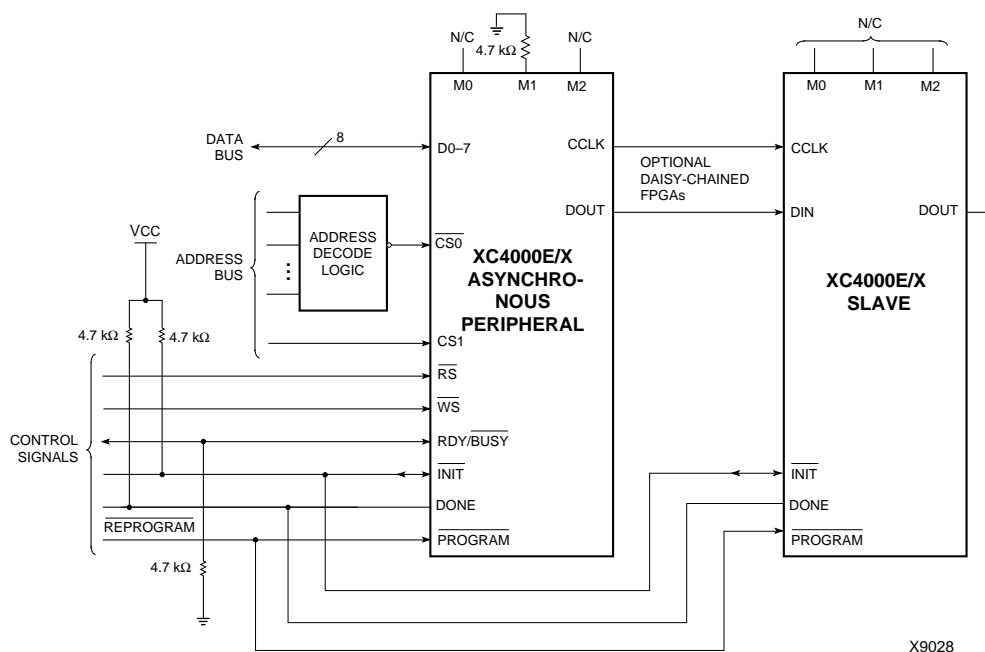 N/C
4.7 kΩ
N/C
N/C
M0 M1 M2
M0 M1 M2
DATA
BUS
8
D0–7
CCLK
CCLK
OPTIONAL
DAISY-CHAINED
FPGAs
DOUT
DIN
DOUT
VCC
ADDRESS
BUS
ADDRESS
DECODE
LOGIC
CS0
XC4000E/X
ASYNCHRO-
NOUS
PERIPHERAL
XC4000E/X
SLAVE
4.7 kΩ
4.7 kΩ
CS1
RS
WS
CONTROL
SIGNALS
RDY/BUSY
INIT
INIT
DONE
DONE
REPROGRAM
PROGRAM
PROGRAM
4.7 kΩ
X9028